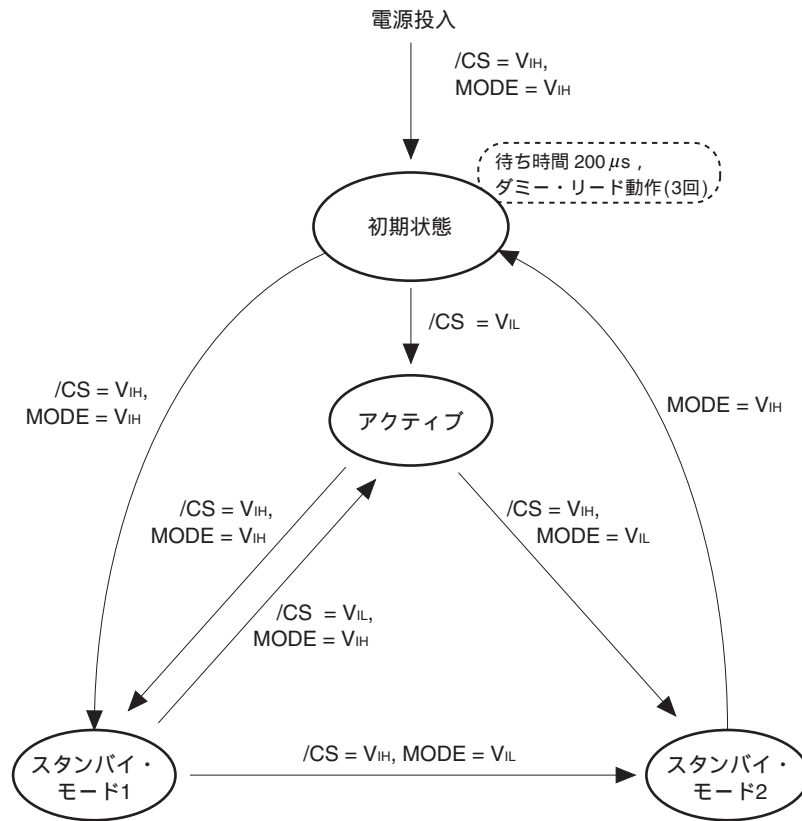 電源投入
/CS = VIH,
MODE = VIH
待ち時間 200 μs ,
ダミー・リード動作(3回)
初期状態
/CS = VIL
/CS = VIH,
MODE = VIH
MODE = VIH
アクティブ
/CS = VIH,
MODE = VIH
/CS = VIH,
MODE = VIL
/CS = VIL,
MODE = VIH
/CS = VIH, MODE = VIL
スタンバイ・
モード1
スタンバイ・
モード2